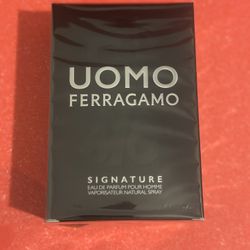 UOMO
FERRAGAMO
SIGNATURE
EAU DE PARFUM POUR HOMME
VAPORISATEUR NATURAL SPRAY